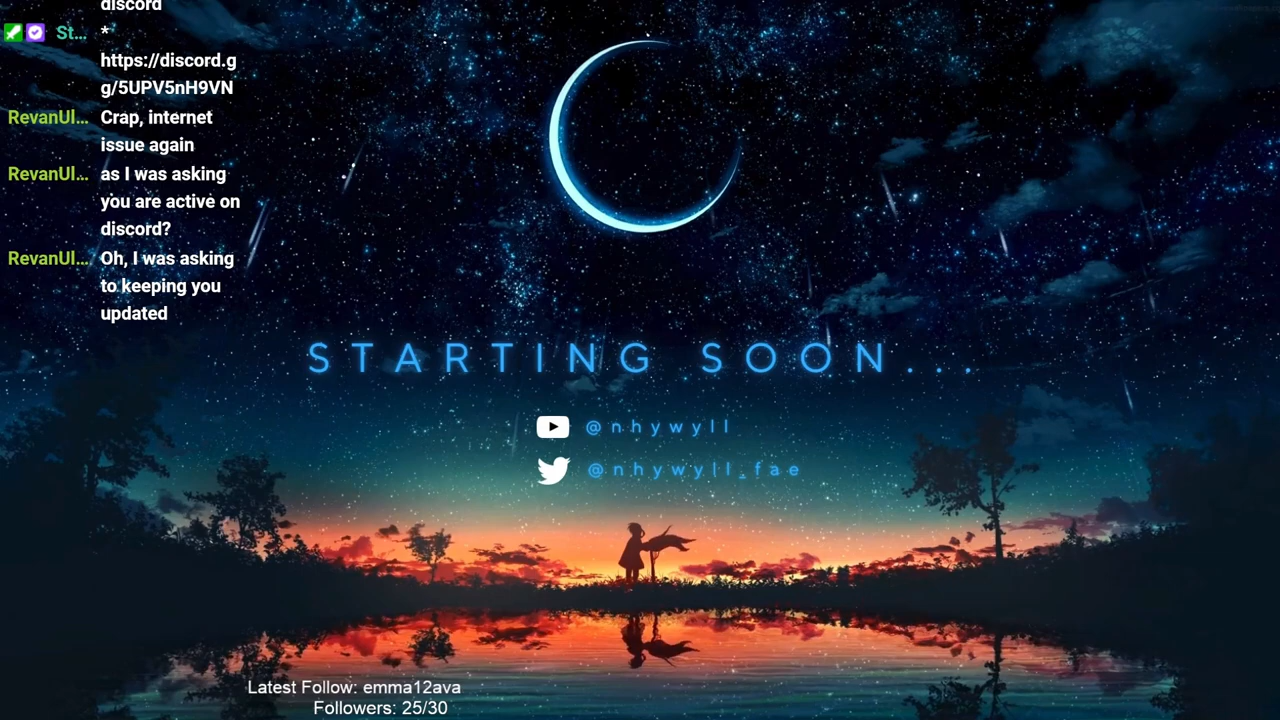 discord
St... *
https://discord.g
g/5UPV5nH9VN
RevanUl... Crap, internet
issue again
RevanUl... as I was asking
you are active on
discord?
RevanUl... Oh, I was asking
to keeping you
updated
STARTING SOON...
@nhywyll
@nhywyll_fae
Latest Follow: emma12ava
Followers: 25/30